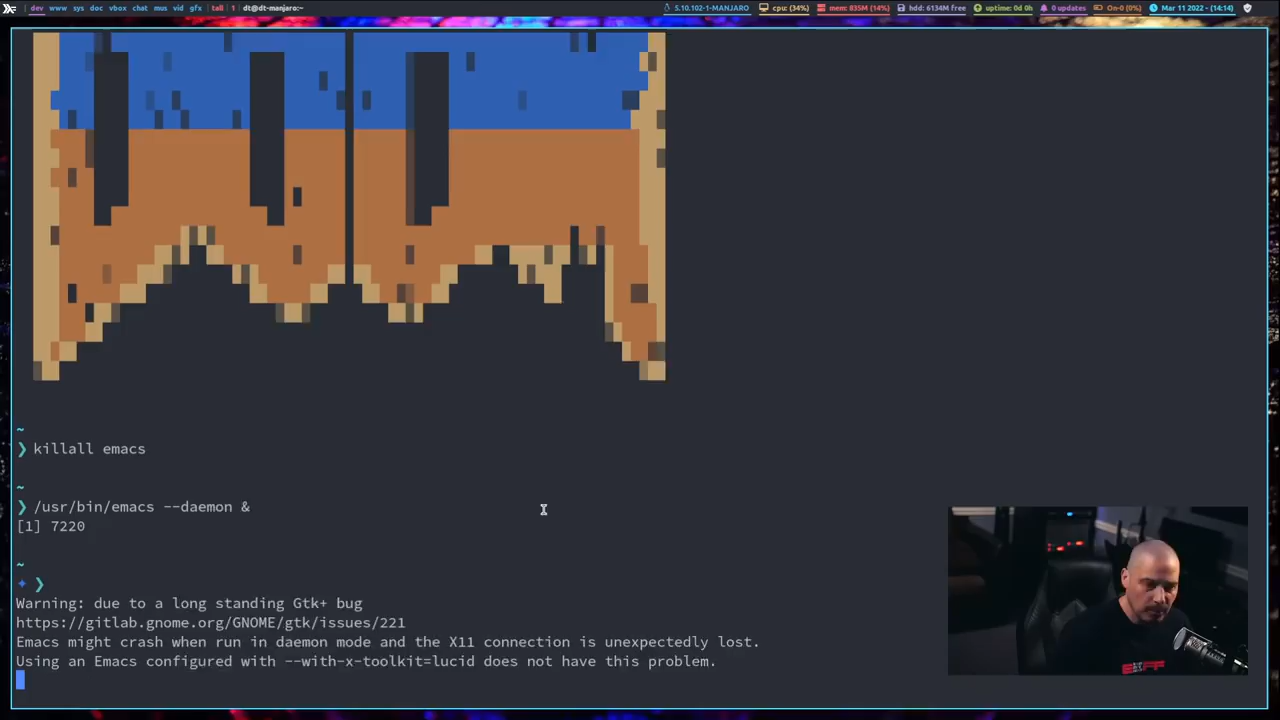 dev www sys doc vbox chat mus vid gfx | tall | 1 | dt@dt-manjaro:~
5.10.102-1-MANJARO cpu: (34%) mem: 835M (14%) hdd: 6134M free uptime: 0d 0h 0 updates On-0 (0%) Mar 11 2022 - (14:14)
~
❯ killall emacs
~
❯ /usr/bin/emacs --daemon &
[1] 7220
~
✦ ❯
Warning: due to a long standing Gtk+ bug
https://gitlab.gnome.org/GNOME/gtk/issues/221
Emacs might crash when run in daemon mode and the X11 connection is unexpectedly lost.
Using an Emacs configured with --with-x-toolkit=lucid does not have this problem.